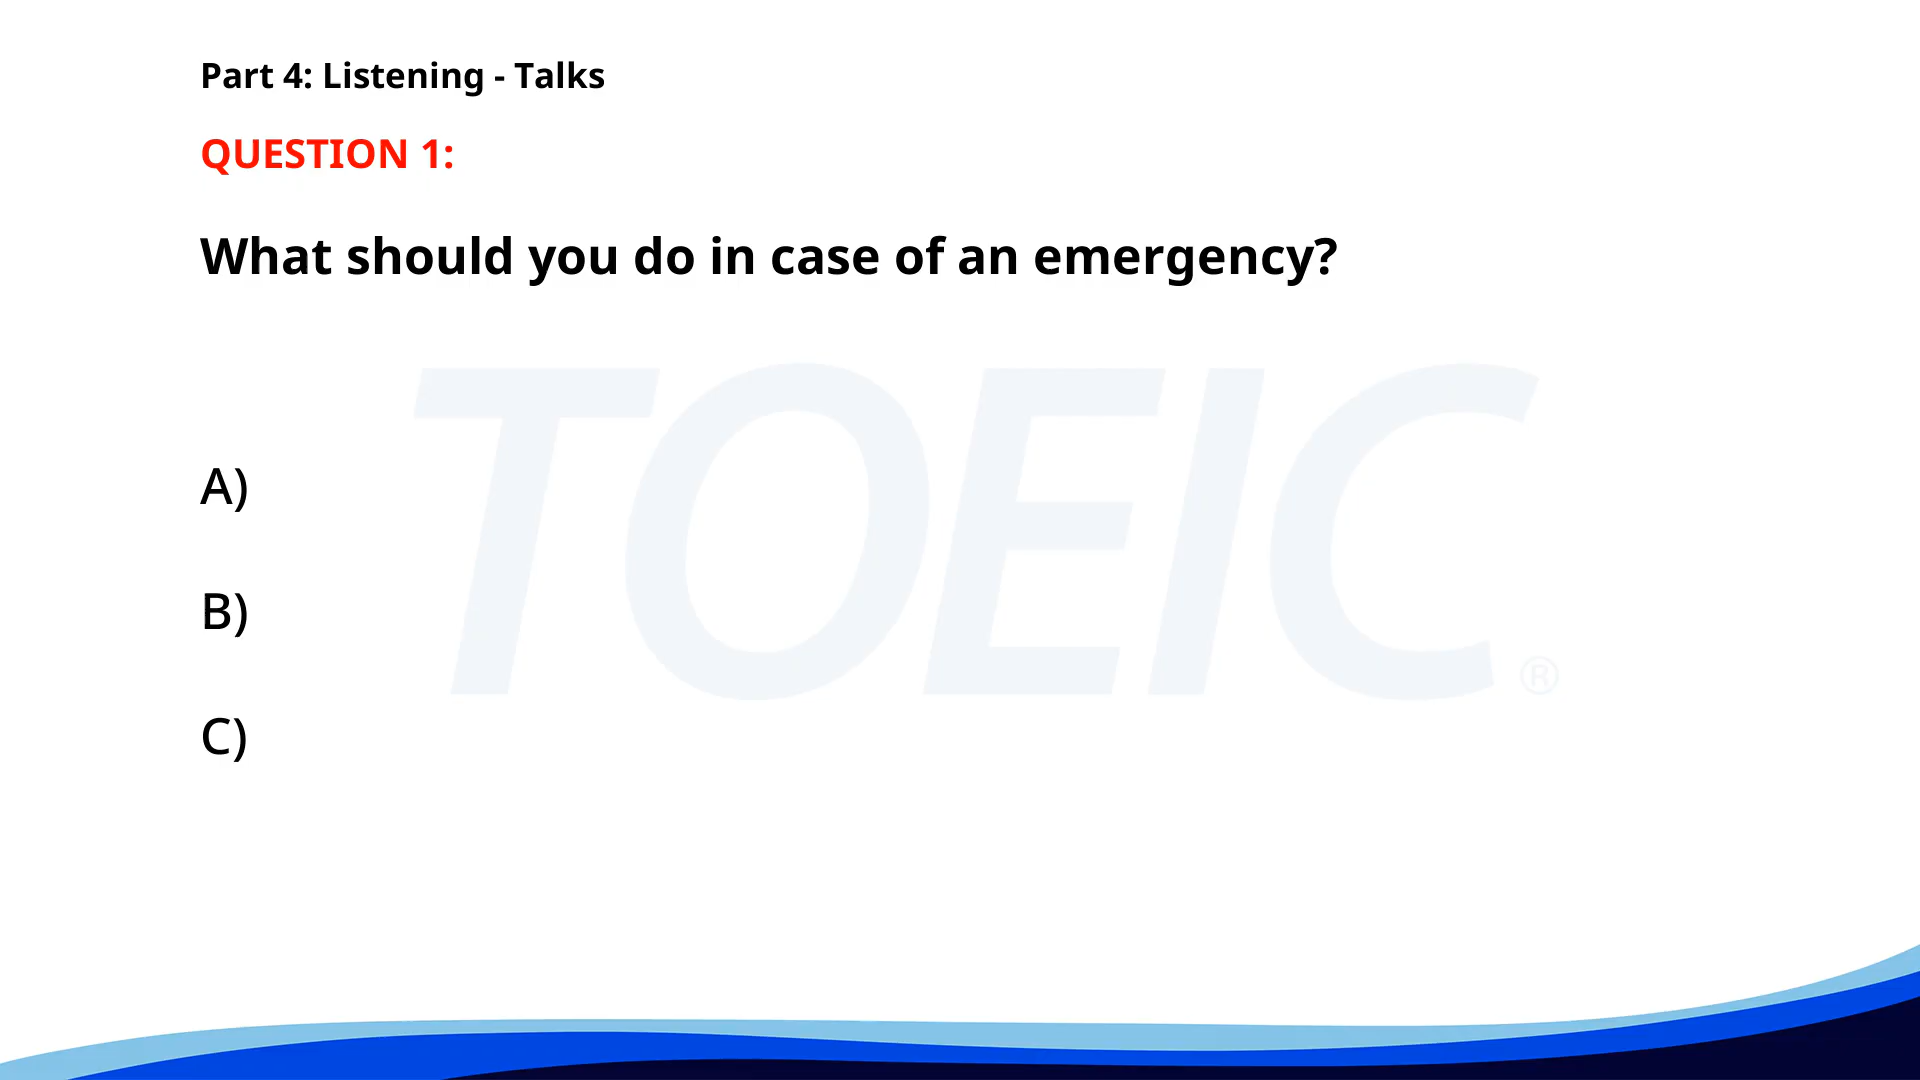 Part 4: Listening - Talks
QUESTION 1:
What should you do in case of an emergency?
TOEIC®
A)
B)
C)